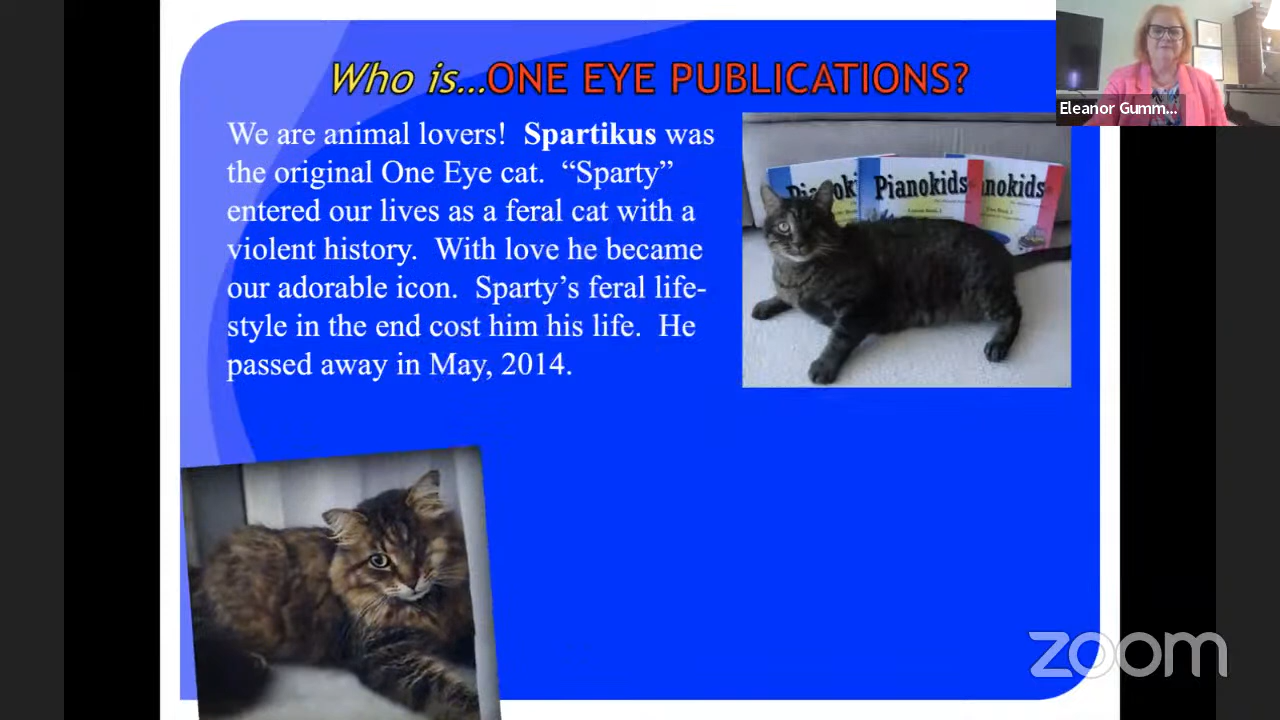 Who is...ONE EYE PUBLICATIONS?
Eleanor Gumm...
We are animal lovers!  Spartikus was
the original One Eye cat.  “Sparty”
entered our lives as a feral cat with a
violent history.  With love he became
our adorable icon.  Sparty’s feral life-
style in the end cost him his life.  He
passed away in May, 2014.
Pianokids
zoom